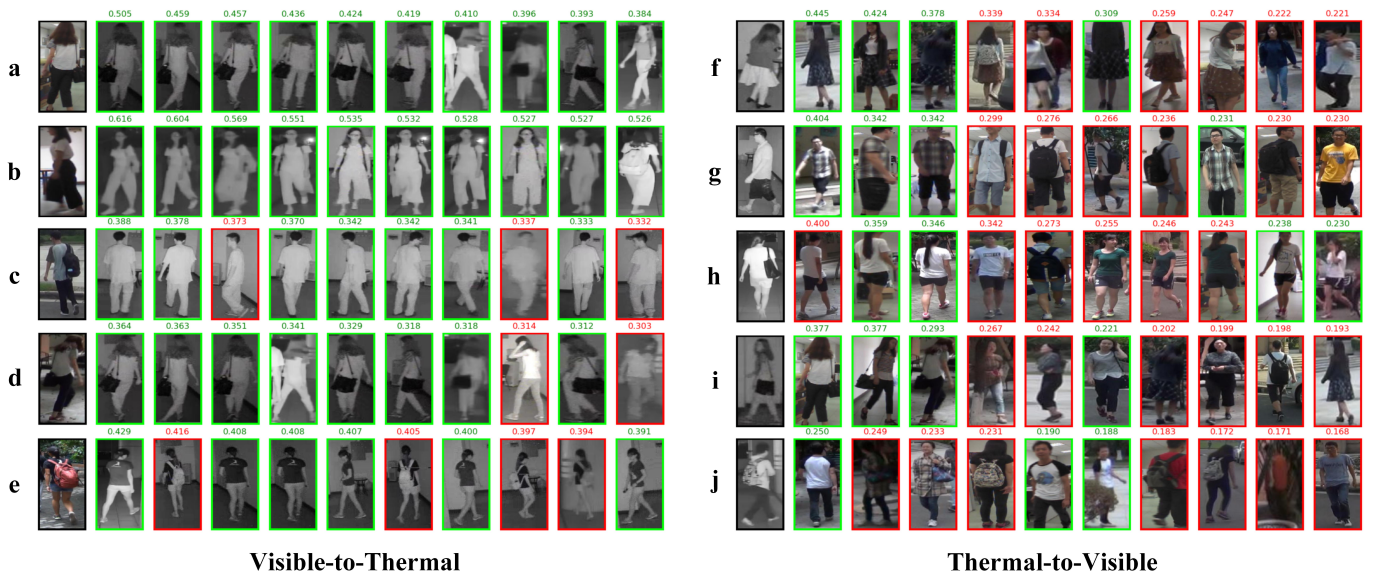 0.505 0.459 0.457 0.436 0.424 0.419 0.410 0.396 0.393 0.384
a
0.616 0.604 0.569 0.551 0.535 0.532 0.528 0.527 0.527 0.526
b
0.388 0.378 0.373 0.370 0.342 0.342 0.341 0.337 0.333 0.332
c
0.364 0.363 0.351 0.341 0.329 0.318 0.318 0.314 0.312 0.303
d
0.429 0.416 0.408 0.408 0.407 0.405 0.400 0.397 0.394 0.391
e
Visible-to-Thermal
0.445 0.424 0.378 0.339 0.334 0.309 0.259 0.247 0.222 0.221
f
0.404 0.342 0.342 0.299 0.276 0.266 0.236 0.231 0.230 0.230
g
0.400 0.359 0.346 0.342 0.273 0.255 0.246 0.243 0.238 0.230
h
0.377 0.377 0.293 0.267 0.242 0.221 0.202 0.199 0.198 0.193
i
0.250 0.249 0.233 0.231 0.190 0.188 0.183 0.172 0.171 0.168
j
Thermal-to-Visible